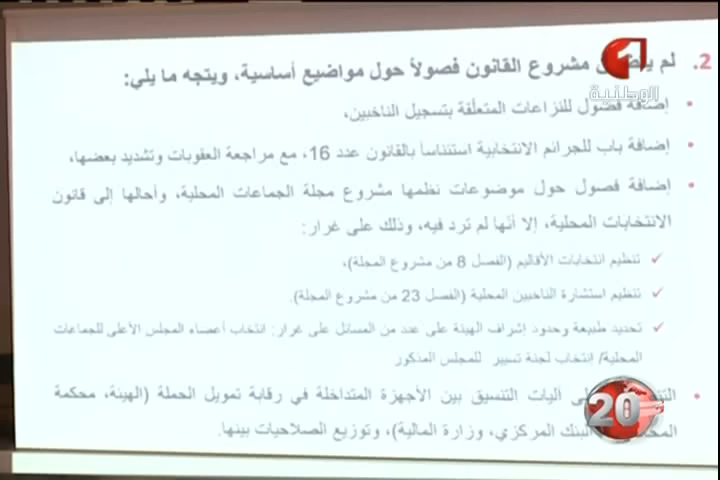 2. لم مشروع القانون فصولاً حول مواضيع أساسية، ويتجه ما يلي:
1
الوطنية
• إضافة فصول للنزاعات المتعلّقة بتسجيل الناخبين،
• إضافة باب للجرائم الانتخابية استئناساً بالقانون عدد 16، مع مراجعة العقوبات وتشديد بعضها،
• إضافة فصول حول موضوعات نظمها مشروع مجلة الجماعات المحلية، وأحالها إلى قانون
الانتخابات المحلية، إلا أنها لم ترد فيه، وذلك على غرار:
✓ تنظيم انتخابات الأقاليم (الفصل 8 من مشروع المجلة)،
✓ تنظيم استشارة الناخبين المحلية (الفصل 23 من مشروع المجلة).
✓ تحديد طبيعة وحدود إشراف الهيئة على عدد من المسائل على غرار: انتخاب أعضاء المجلس الأعلى للجماعات
المحلية/ انتخاب لجنة تسيير للمجلس المذكور
• آليات التنسيق بين الأجهزة المتداخلة في رقابة تمويل الحملة (الهيئة، محكمة
البنك المركزي، وزارة المالية)، وتوزيع الصلاحيات بينها.
20